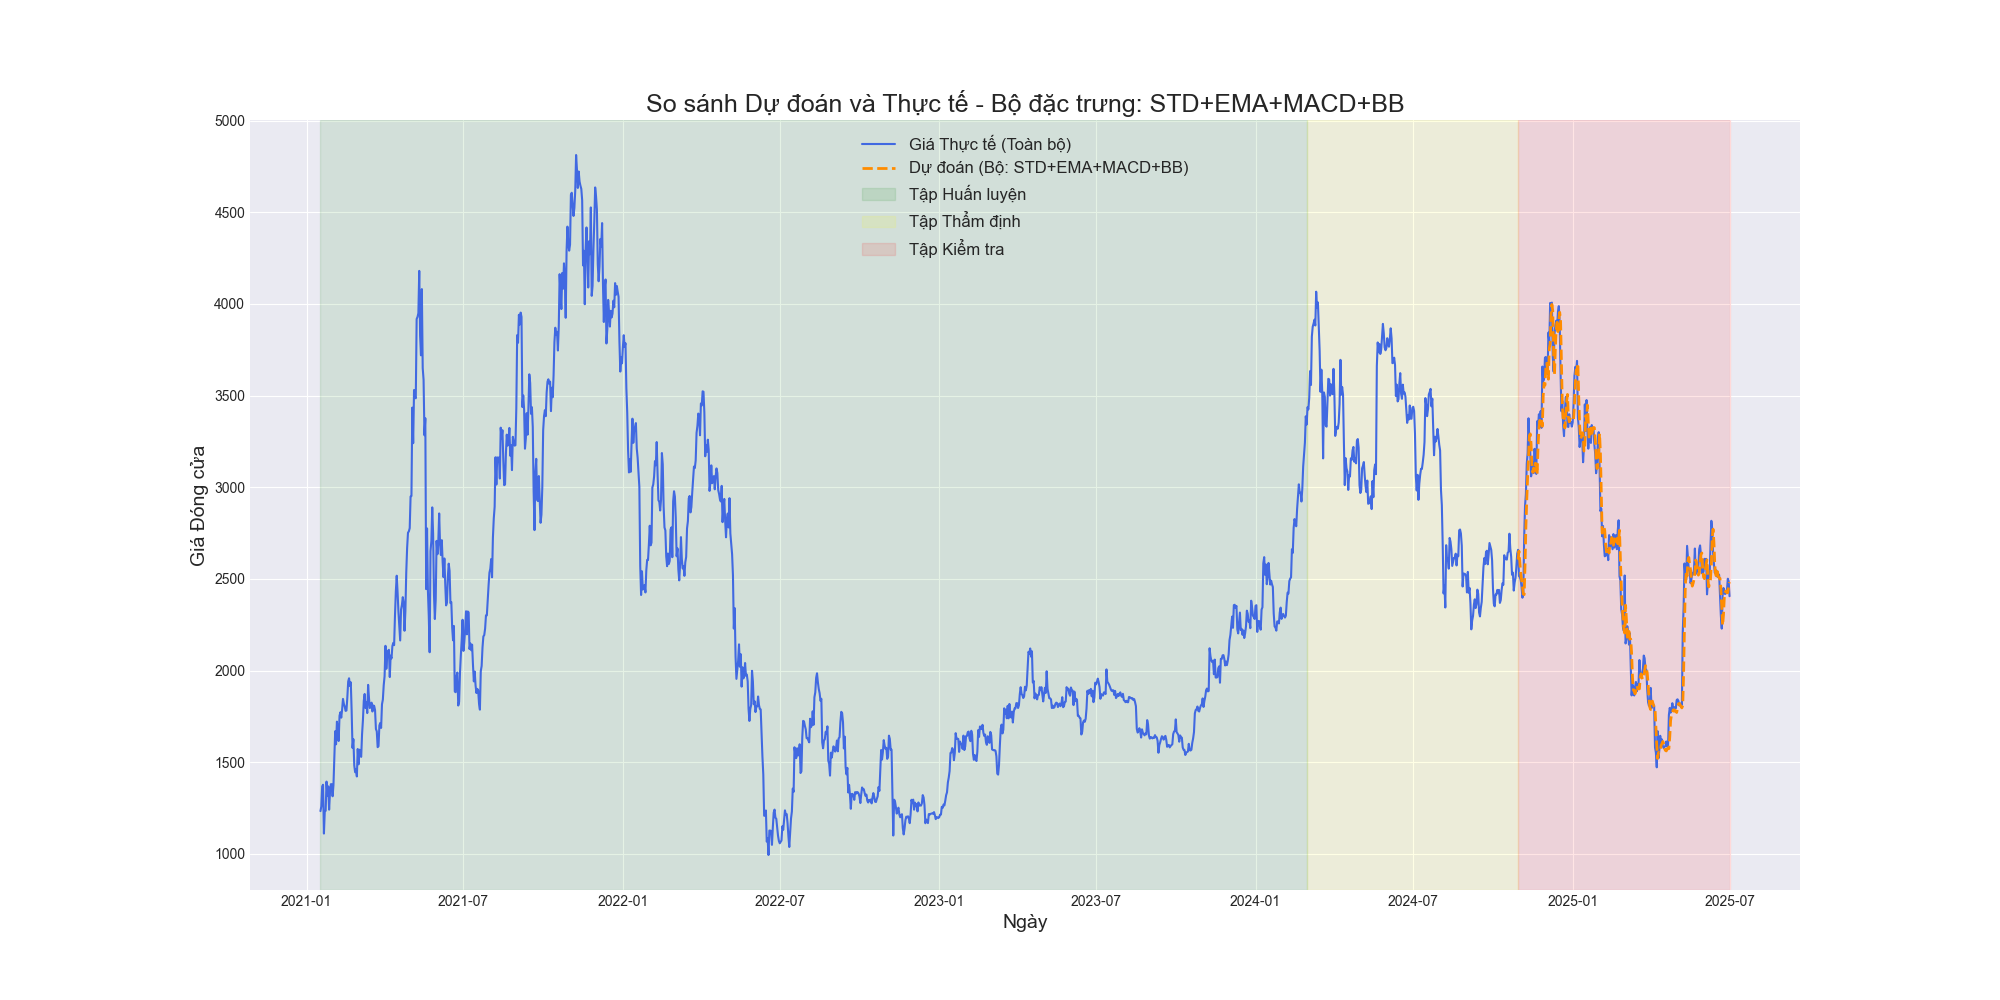 So sánh Dự đoán và Thực tế - Bộ đặc trưng: STD+EMA+MACD+BB
Giá Thực tế (Toàn bộ)
Dự đoán (Bộ: STD+EMA+MACD+BB)
Tập Huấn luyện
Tập Thẩm định
Tập Kiểm tra
Giá Đóng cửa
5000
4500
4000
3500
3000
2500
2000
1500
1000
2021-01 2021-07 2022-01 2022-07 2023-01 2023-07 2024-01 2024-07 2025-01 2025-07
Ngày